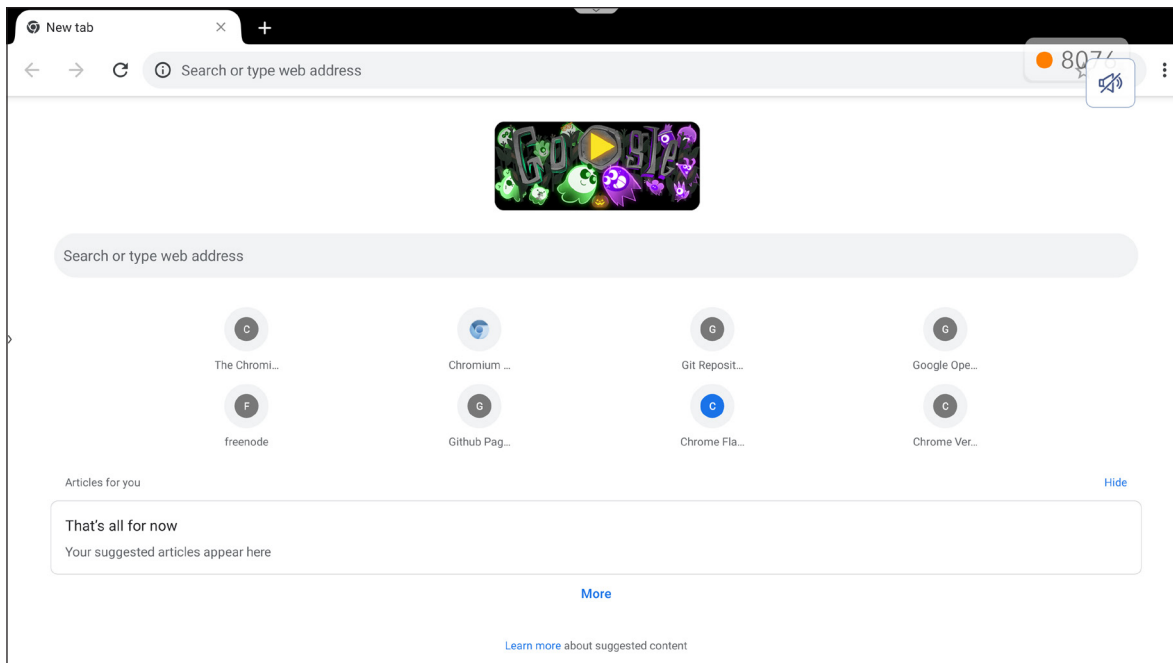 New tab
Search or type web address
8076
Google
Search or type web address
C
G
G
The Chromi...
Chromium ...
Git Reposit...
Google Ope...
F
G
C
C
freenode
Github Pag...
Chrome Fla...
Chrome Ver...
Articles for you
Hide
That's all for now
Your suggested articles appear here
More
Learn more about suggested content